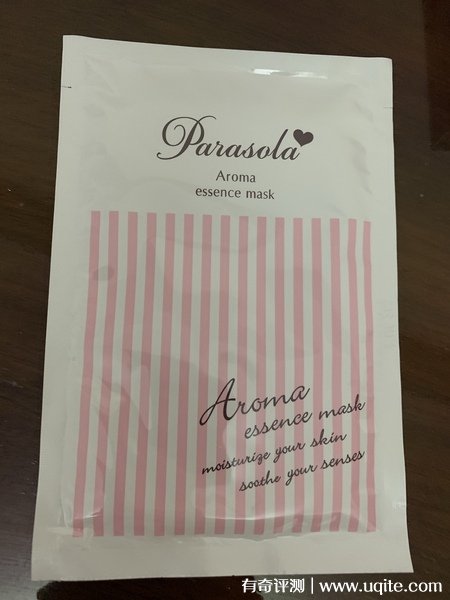 Parasola
Aroma
essence mask
Aroma
essence mask
moisturize your skin
soothe your senses
有奇评测 | www.uqite.com